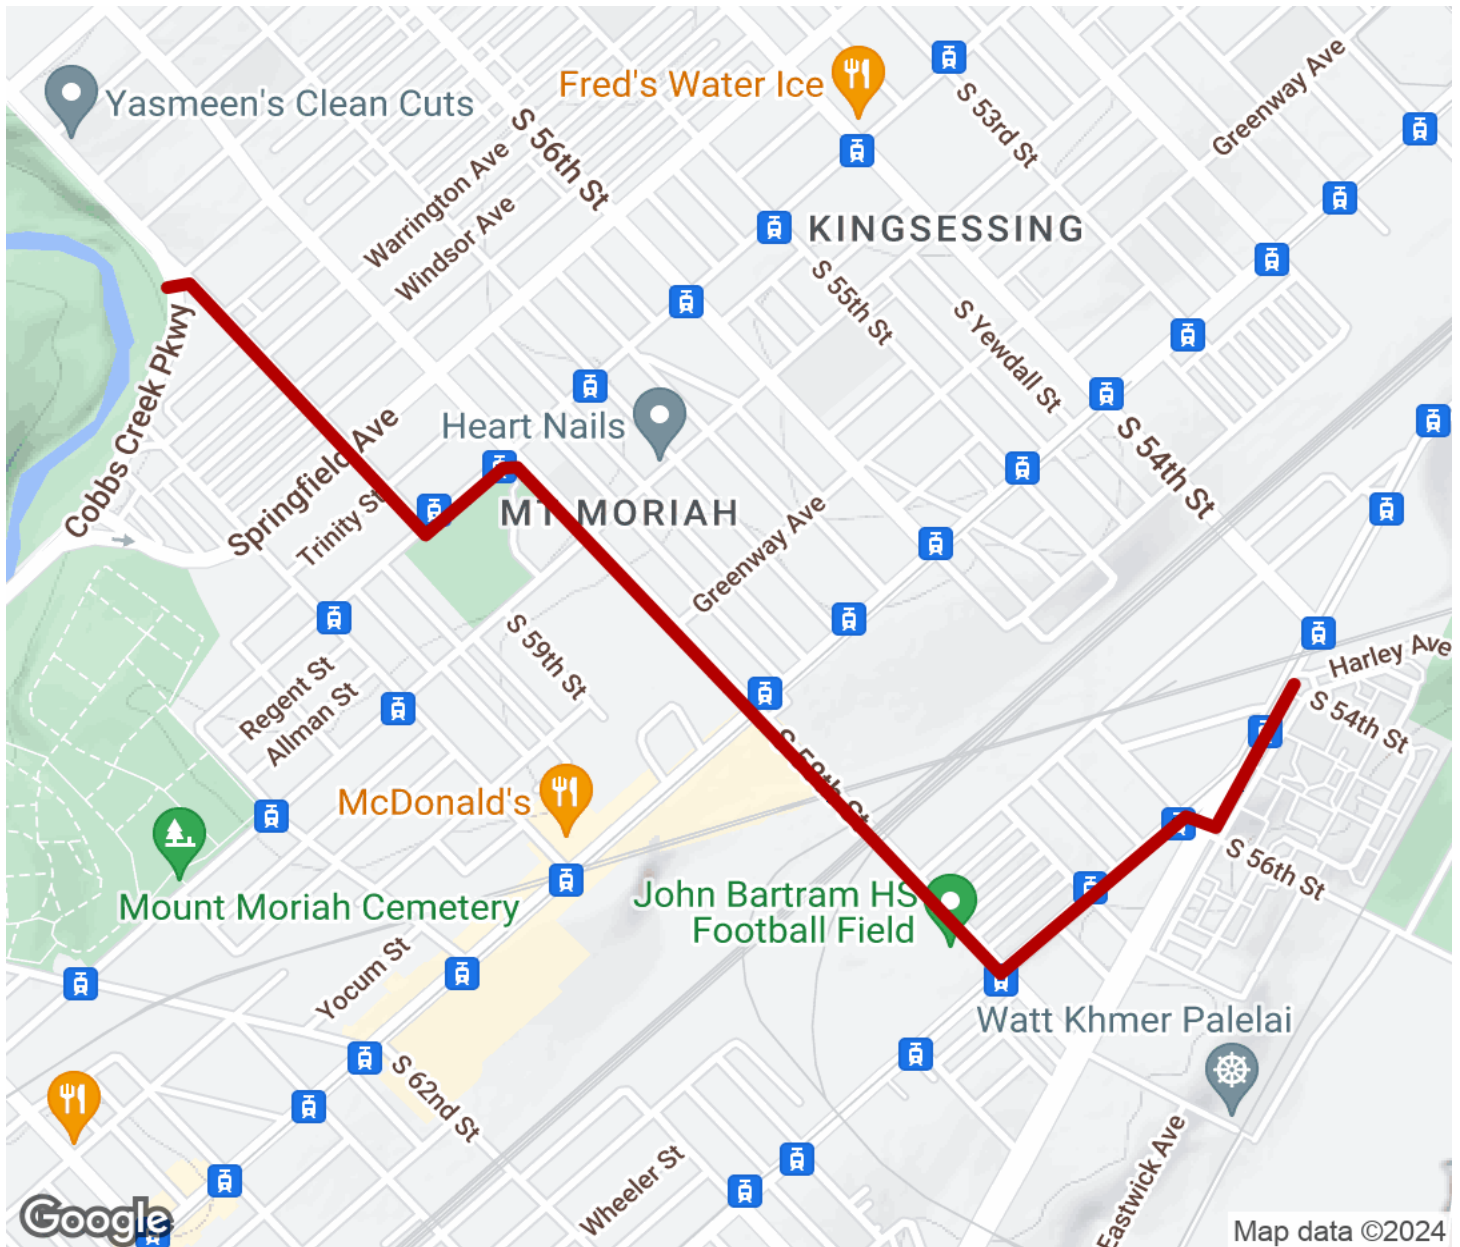 Fred's Water Ice
Yasmeen's Clean Cuts
S 53rd St
Greenway Ave
S 56th St
Warrington Ave
Windsor Ave
KINGSESSING
S 55th St
S Yewdall St
Cobbs Creek Pkwy
Heart Nails
Springfield Ave
Trinity St
MT MORIAH
S 54th St
Greenway Ave
S 59th St
Regent St
Allman St
Harley Ave
S 54th St
McDonald's
S 58th St
Mount Moriah Cemetery
John Bartram HS
Football Field
S 56th St
Yocum St
Watt Khmer Palelai
S 62nd St
Wheeler St
Eastwick Ave
Google
Map data ©2024